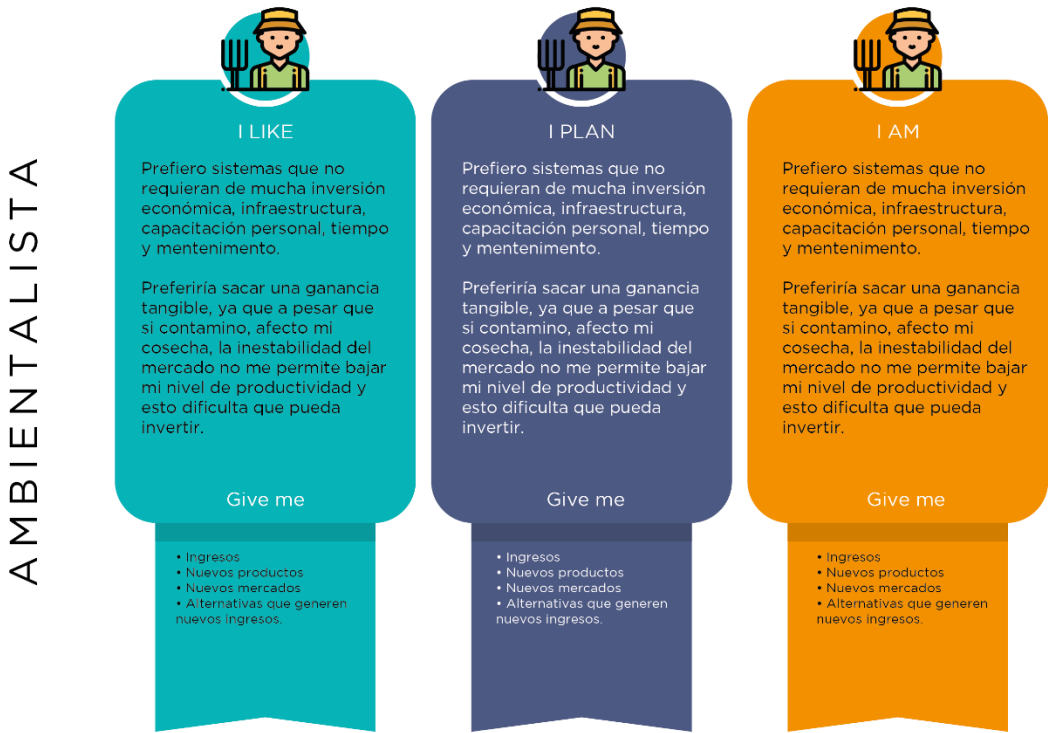 AMBIENTALISTA
I LIKE
Prefiero sistemas que no
requieran de mucha inversión
económica, infraestructura,
capacitación personal, tiempo
y mentenimento.
Preferiría sacar una ganancia
tangible, ya que a pesar que
si contamino, afecto mi
cosecha, la inestabilidad del
mercado no me permite bajar
mi nivel de productividad y
esto dificulta que pueda
invertir.
Give me
• Ingresos
• Nuevos productos
• Nuevos mercados
• Alternativas que generen
nuevos ingresos.
I PLAN
Prefiero sistemas que no
requieran de mucha inversión
económica, infraestructura,
capacitación personal, tiempo
y mentenimento.
Preferiría sacar una ganancia
tangible, ya que a pesar que
si contamino, afecto mi
cosecha, la inestabilidad del
mercado no me permite bajar
mi nivel de productividad y
esto dificulta que pueda
invertir.
Give me
• Ingresos
• Nuevos productos
• Nuevos mercados
• Alternativas que generen
nuevos ingresos.
I AM
Prefiero sistemas que no
requieran de mucha inversión
económica, infraestructura,
capacitación personal, tiempo
y mentenimento.
Preferiría sacar una ganancia
tangible, ya que a pesar que
si contamino, afecto mi
cosecha, la inestabilidad del
mercado no me permite bajar
mi nivel de productividad y
esto dificulta que pueda
invertir.
Give me
• Ingresos
• Nuevos productos
• Nuevos mercados
• Alternativas que generen
nuevos ingresos.